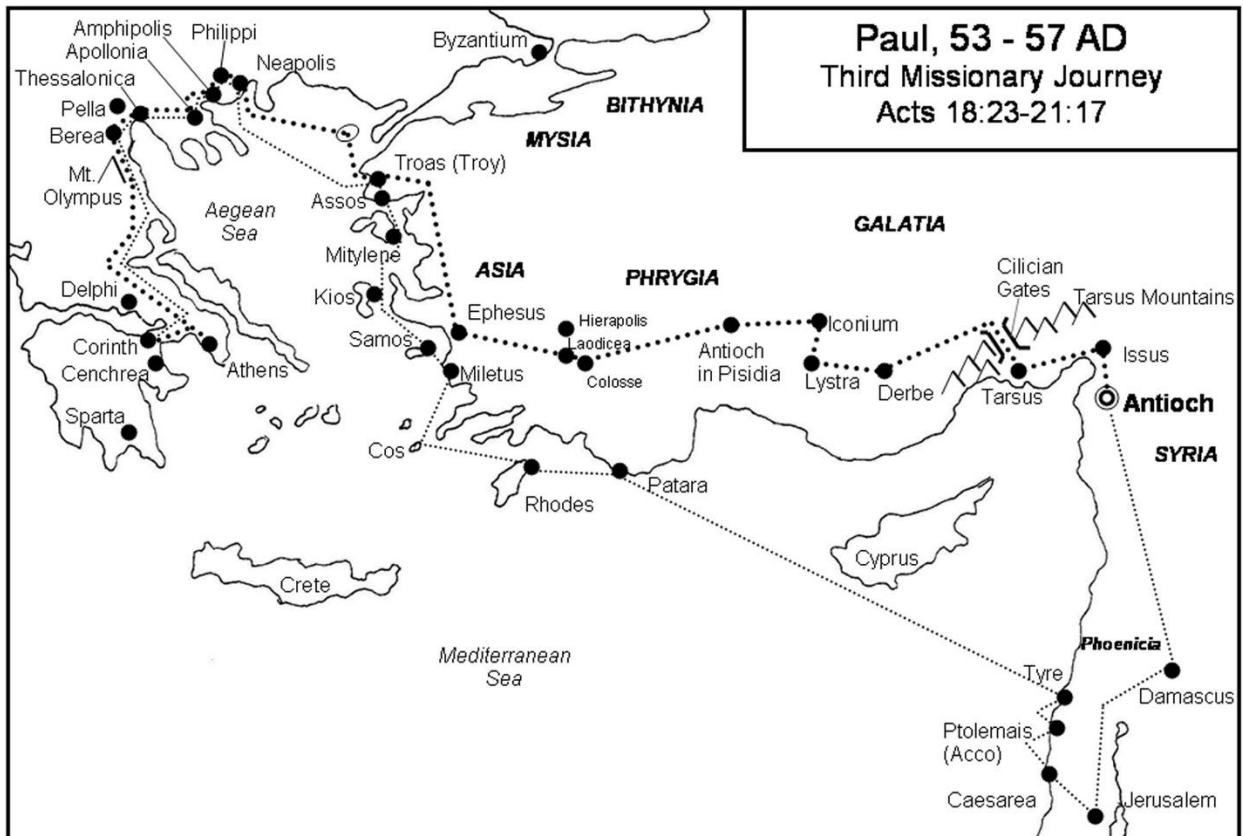 Paul, 53 - 57 AD
Third Missionary Journey
Acts 18:23-21:17
Amphipolis
Philippi
Apollonia
Thessalonica
Neapolis
Byzantium
Pella
Berea
BITHYNIA
MYSIA
Mt.
Olympus
Troas (Troy)
Assos
Aegean
Sea
Mitylene
GALATIA
ASIA
PHRYGIA
Cilician
Gates
Tarsus Mountains
Delphi
Kios
Ephesus
Hierapolis
Laodicea
Colosse
Iconium
Samos
Corinth
Cenchrea
Athens
Miletus
Antioch
in Pisidia
Lystra
Derbe
Tarsus
Issus
Antioch
Sparta
Cos
SYRIA
Rhodes
Patara
Crete
Cyprus
Mediterranean
Sea
Phoenicia
Tyre
Damascus
Ptolemais
(Acco)
Caesarea
Jerusalem